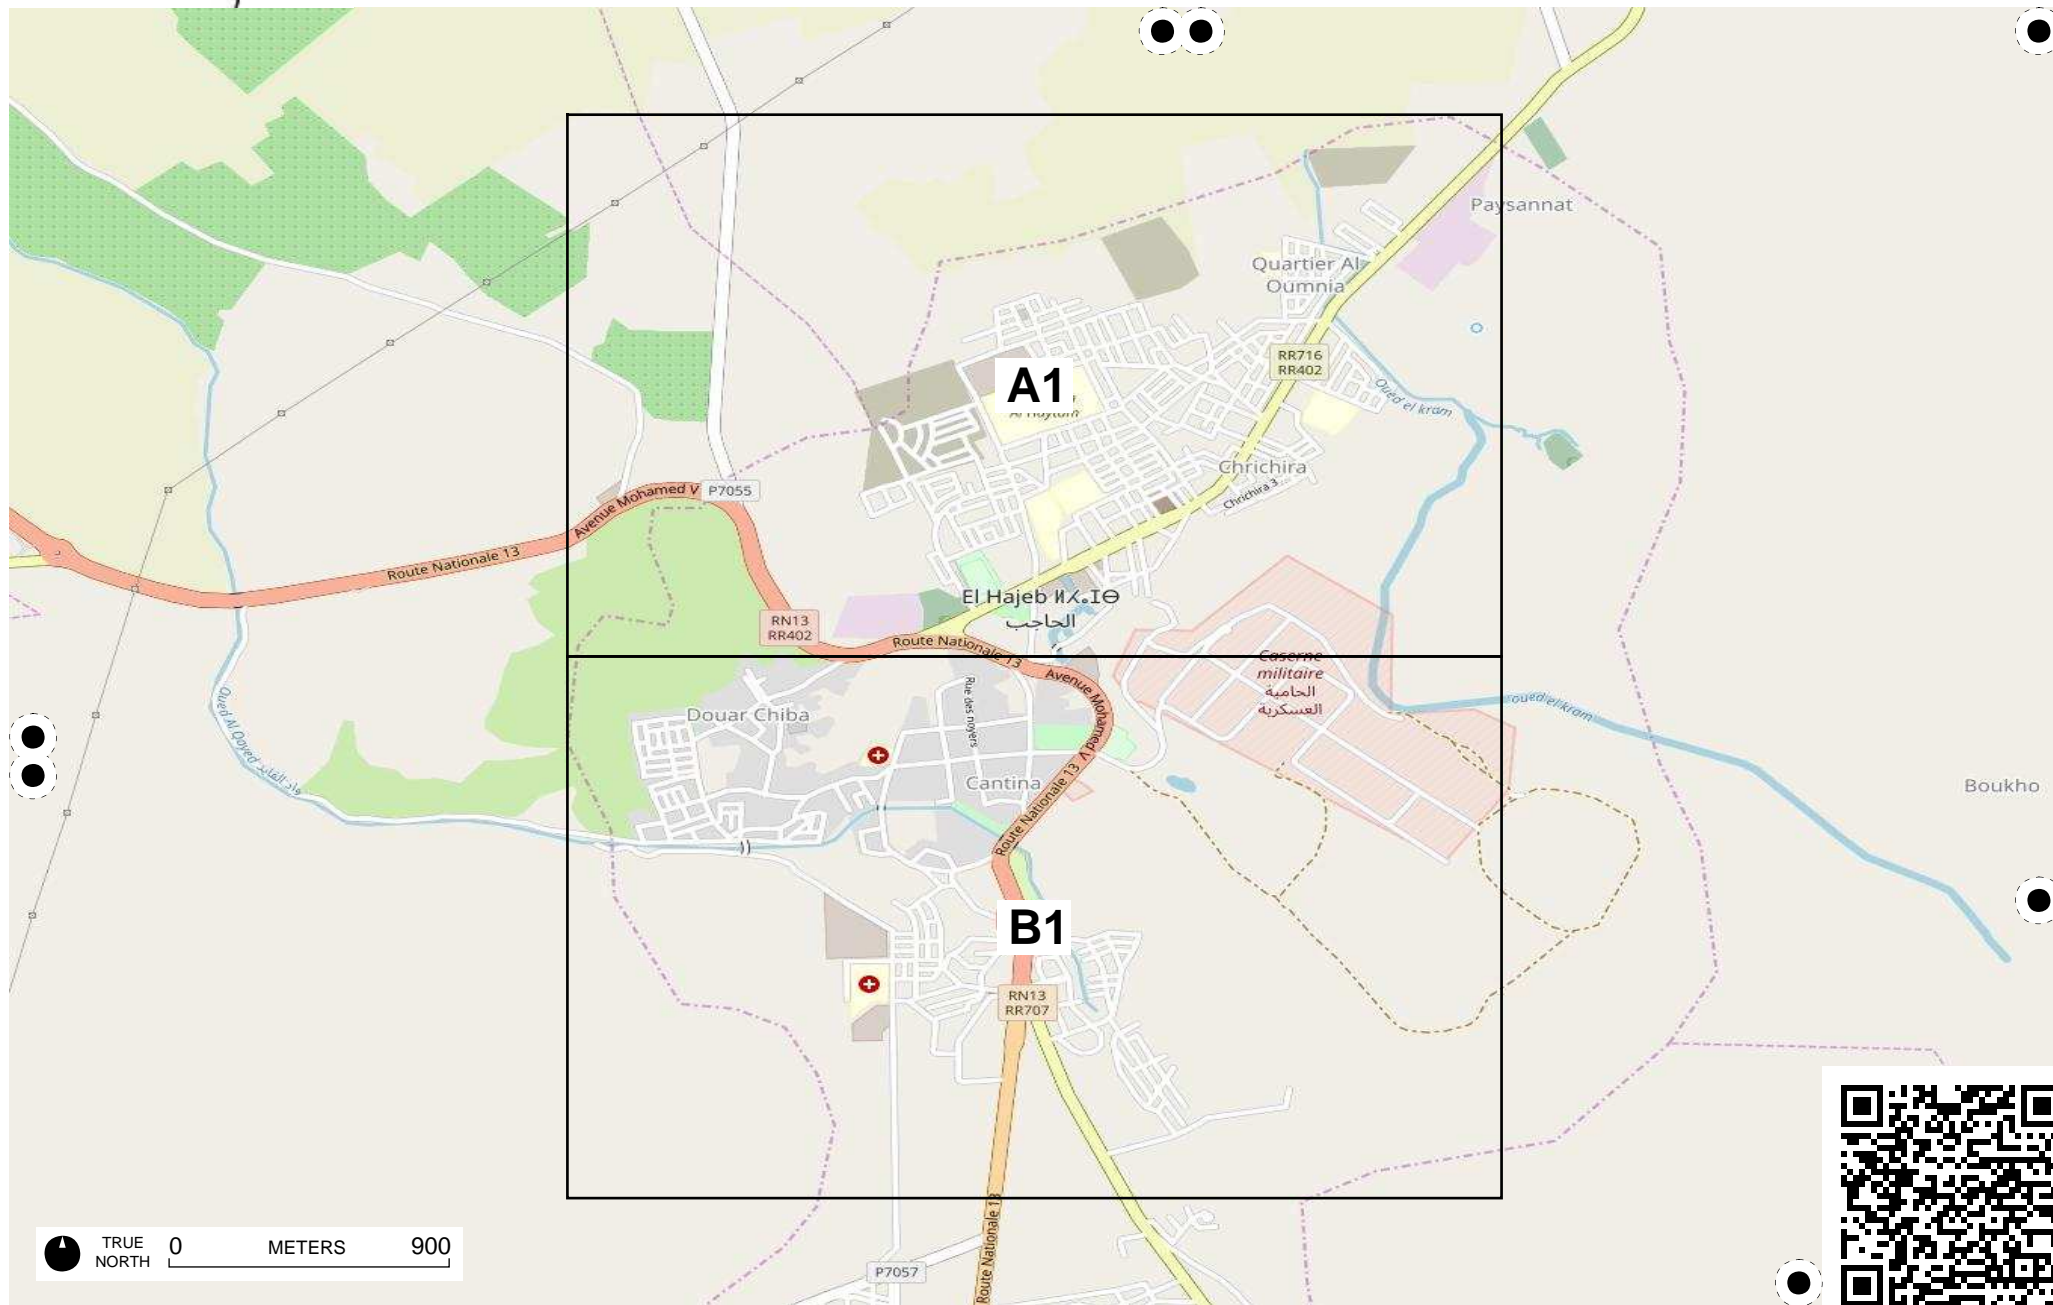 Paysannat
Quartier Al
Oumnia
RR716
RR402
A1
Oued el kram
Chrichira
Chrichira 3
Avenue Mohamed V
P7055
Route Nationale 13
El Hajeb ⵍⵃⴰⵊⴱ
الحاجب
RN13
RR402
Route Nationale 13
Caserne
militaire
الحامية
العسكرية
Avenue Mohamed V
Rue des noyers
Douar Chiba
oued el kram
Oued Al Qayed واد القايد
Cantina
Boukho
Route Nationale 13
B1
RN13
RR707
Route Nationale 13
P7057
TRUE
NORTH
0 METERS 900